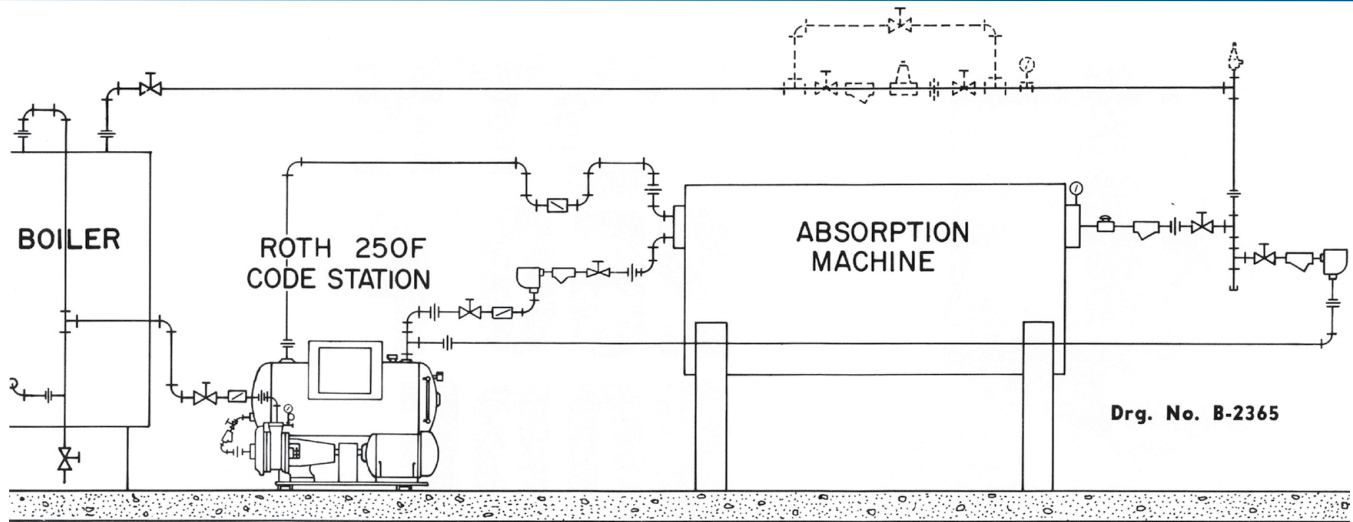 BOILER
ROTH 250F
CODE STATION
ABSORPTION
MACHINE
Drg. No. B-2365